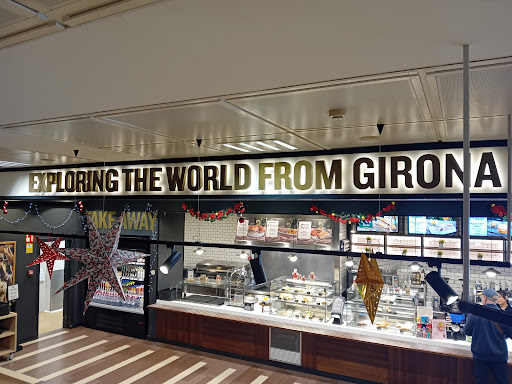 EXPLORING THE WORLD FROM GIRONA
TAKE AWAY